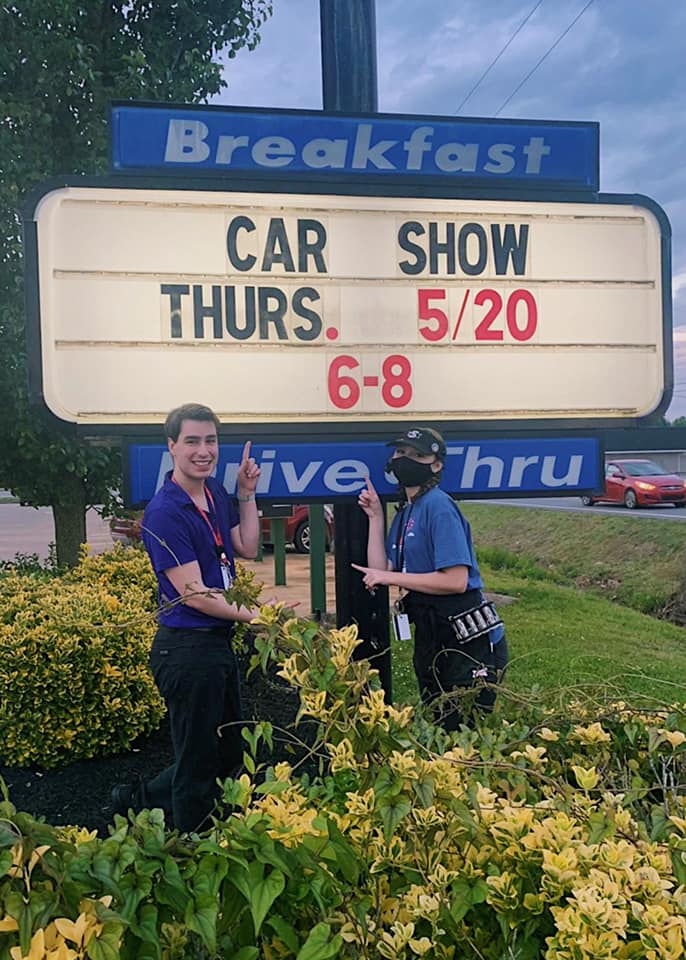 Breakfast
CAR SHOW
THURS. 5/20
6-8
Drive-Thru